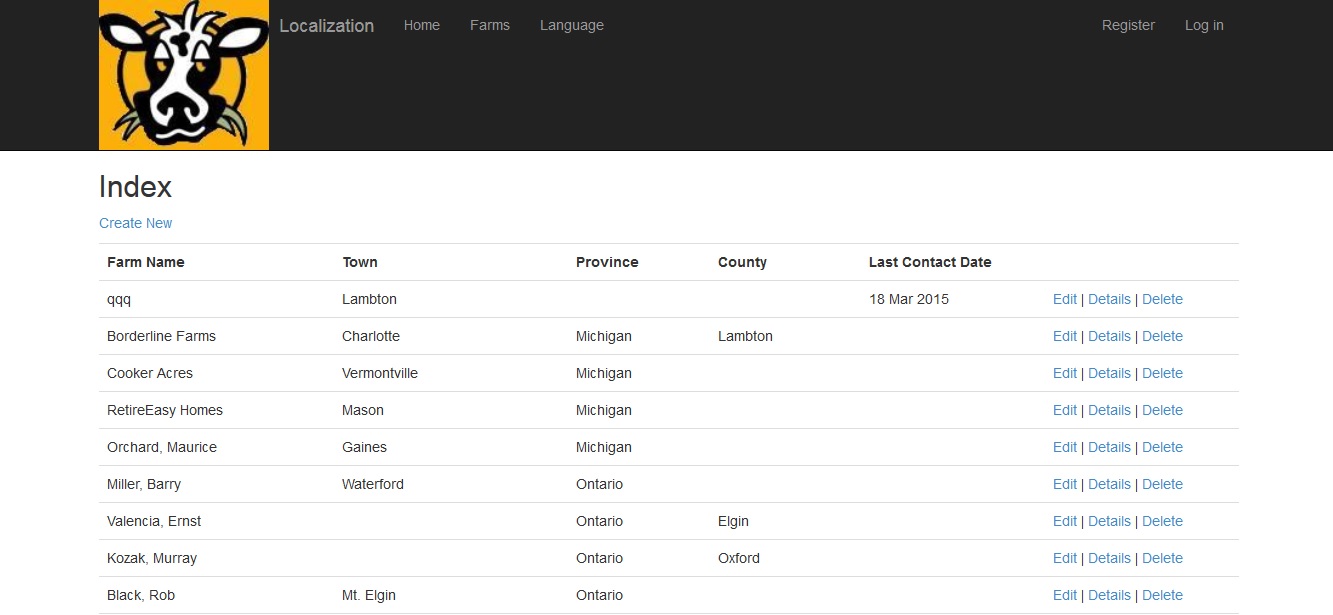 Localization Home Farms Language Register Log in
Index
Create New
Farm Name Town Province County Last Contact Date
qqq Lambton 18 Mar 2015 Edit | Details | Delete
Borderline Farms Charlotte Michigan Lambton Edit | Details | Delete
Cooker Acres Vermontville Michigan Edit | Details | Delete
RetireEasy Homes Mason Michigan Edit | Details | Delete
Orchard, Maurice Gaines Michigan Edit | Details | Delete
Miller, Barry Waterford Ontario Edit | Details | Delete
Valencia, Ernst Ontario Elgin Edit | Details | Delete
Kozak, Murray Ontario Oxford Edit | Details | Delete
Black, Rob Mt. Elgin Ontario Edit | Details | Delete